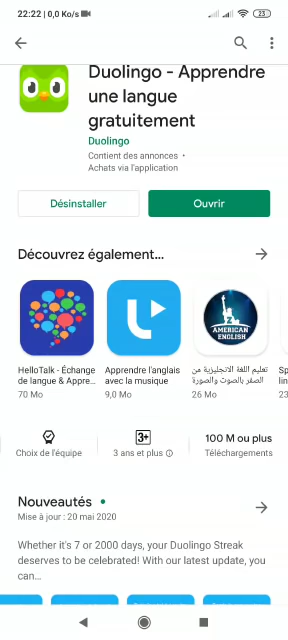 22:22 | 0,0 Ko/s
23
Duolingo - Apprendre
une langue
gratuitement
Duolingo
Contient des annonces •
Achats via l'application
Désinstaller
Ouvrir
Découvrez également...
AMERICAN
ENGLISH
HelloTalk - Échange
de langue & Appre...
70 Mo
Apprendre l'anglais
avec la musique
9,0 Mo
تعليم اللغة الانجليزية من
الصفر بالصوت والصورة
26 Mo
Sp
lin
23
Choix de l'équipe
3+
3 ans et plus
100 M ou plus
Téléchargements
Nouveautés •
Mise à jour : 20 mai 2020
Whether it's 7 or 2000 days, your Duolingo Streak
deserves to be celebrated! With our latest update, you
can...